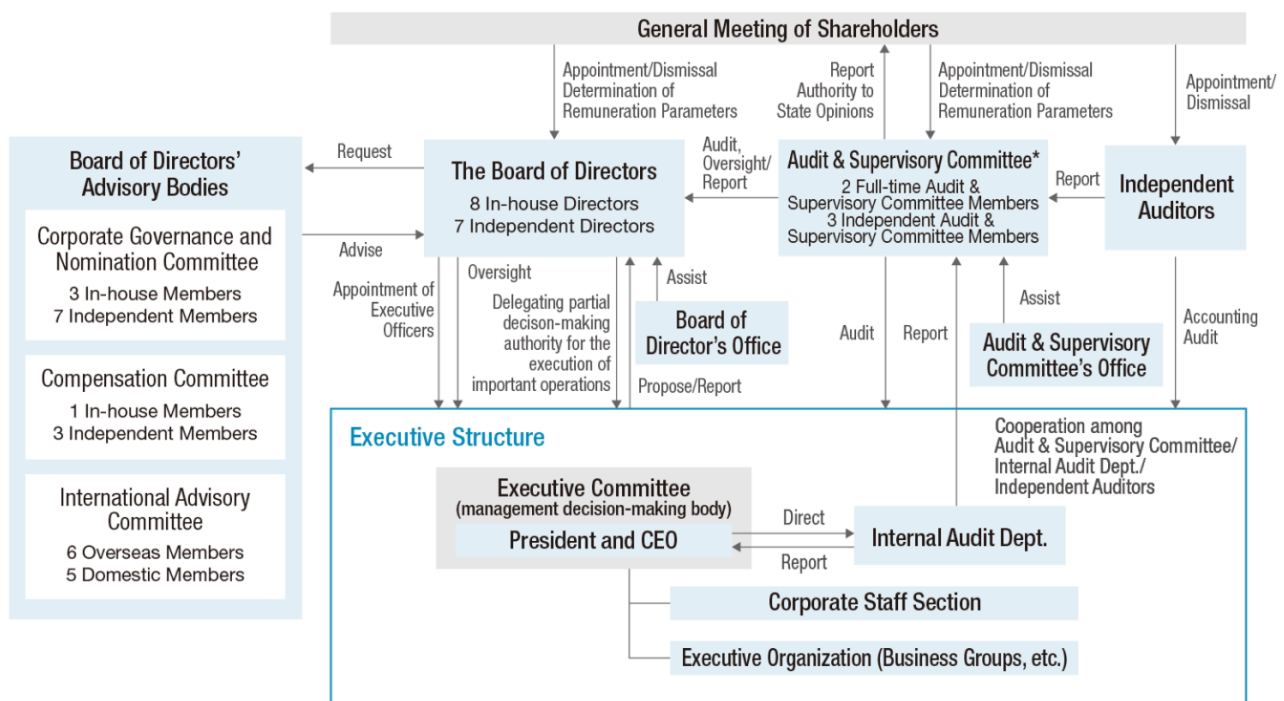 General Meeting of Shareholders
Appointment/Dismissal
Determination of
Remuneration Parameters
Report
Authority to
State Opinions
Appointment/Dismissal
Determination of
Remuneration Parameters
Appointment/
Dismissal
Board of Directors'
Advisory Bodies
Corporate Governance and
Nomination Committee
3 In-house Members
7 Independent Members
Compensation Committee
1 In-house Members
3 Independent Members
International Advisory
Committee
6 Overseas Members
5 Domestic Members
Request
Advise
The Board of Directors
8 In-house Directors
7 Independent Directors
Audit,
Oversight/
Report
Audit & Supervisory Committee*
2 Full-time Audit &
Supervisory Committee Members
3 Independent Audit &
Supervisory Committee Members
Report
Independent
Auditors
Appointment of
Executive
Officers
Oversight
Delegating partial
decison-making
authority for the
execution of
important operations
Assist
Board of
Director's Office
Propose/Report
Audit
Report
Assist
Audit & Supervisory
Committee's Office
Accounting
Audit
Executive Structure
Cooperation among
Audit & Supervisory Committee/
Internal Audit Dept./
Independent Auditors
Executive Committee
(management decision-making body)
President and CEO
Direct
Report
Internal Audit Dept.
Corporate Staff Section
Executive Organization (Business Groups, etc.)